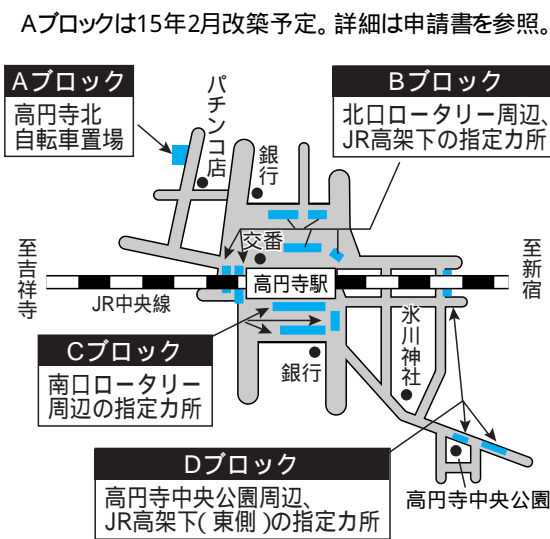 Aブロックは15年2月改築予定。詳細は申請書を参照。
Aブロック
高円寺北
自転車置場
パチンコ店
銀行
Bブロック
北口ロータリー周辺、
JR高架下の指定カ所
交番
至吉祥寺
高円寺駅
至新宿
JR中央線
氷川神社
Cブロック
南口ロータリー
周辺の指定カ所
銀行
Dブロック
高円寺中央公園周辺、
JR高架下(東側)の指定カ所
高円寺中央公園